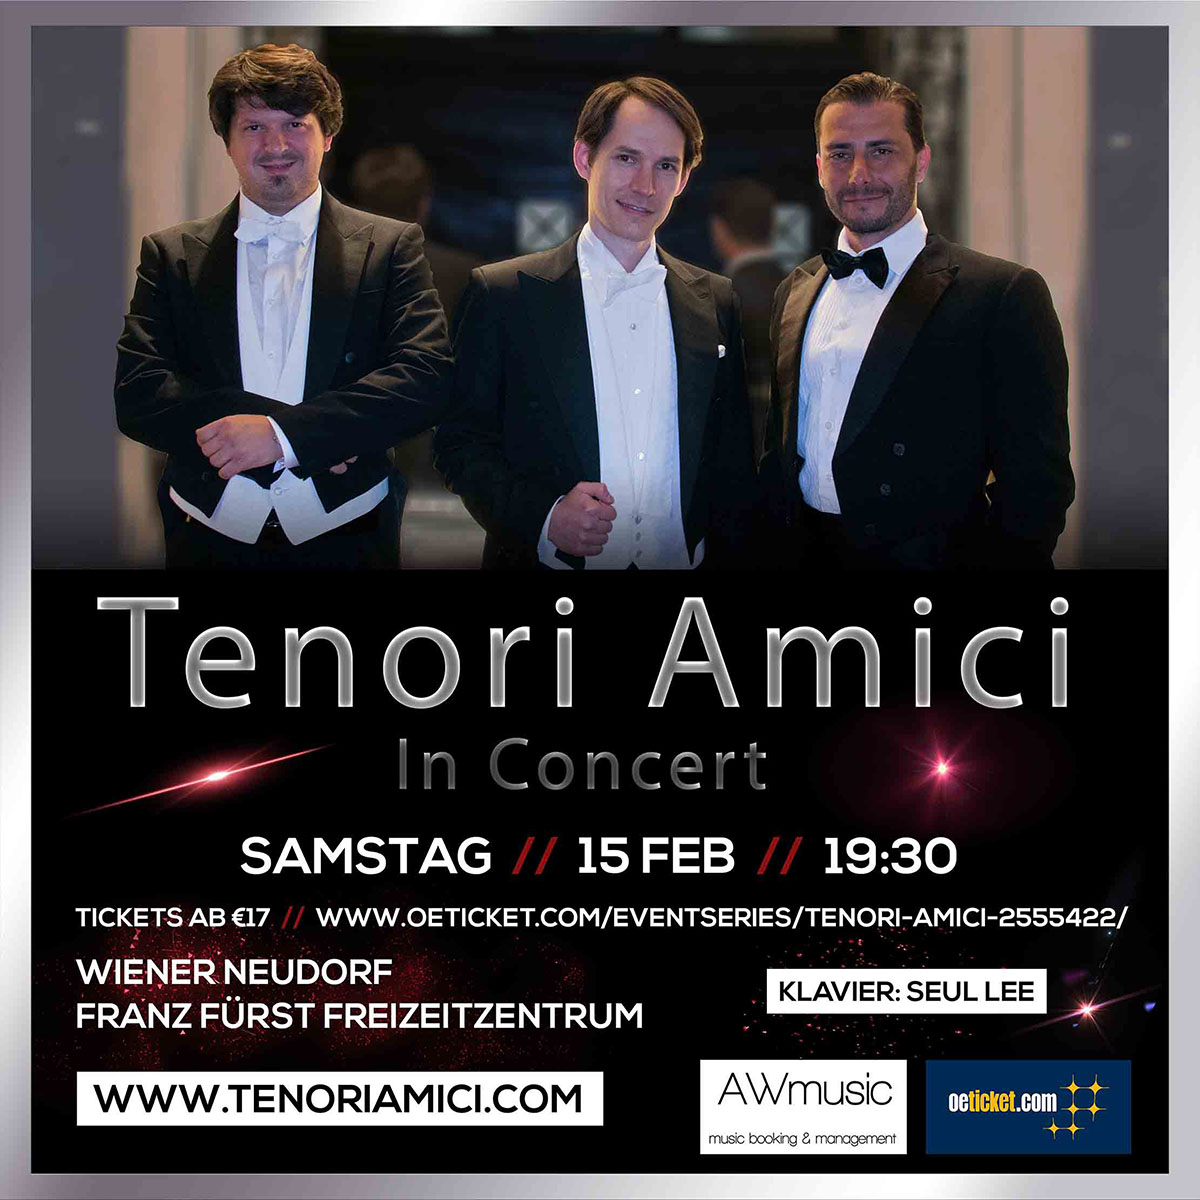 Tenori Amici
In Concert
SAMSTAG // 15 FEB // 19:30
TICKETS AB €17 // WWW.OETICKET.COM/EVENTSERIES/TENORI-AMICI-2555422/
WIENER NEUDORF
FRANZ FÜRST FREIZEITZENTRUM
KLAVIER: SEUL LEE
WWW.TENORIAMICI.COM
AWmusic
music booking & management
oeticket.com